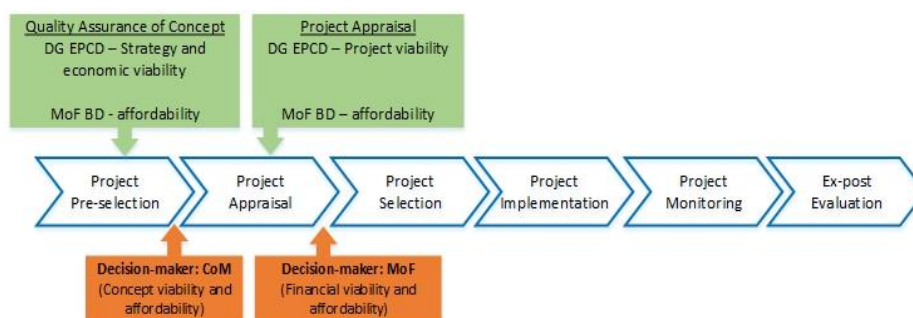 Quality Assurance of Concept
DG EPCD – Strategy and
economic viability
MoF BD - affordability
Project Appraisal
DG EPCD – Project viability
MoF BD – affordability
Project
Pre-selection
Project
Appraisal
Project
Selection
Project
Implementation
Project
Monitoring
Ex-post
Evaluation
Decision-maker: CoM
(Concept viability and
affordability)
Decision-maker: MoF
(Financial viability and
affordability)